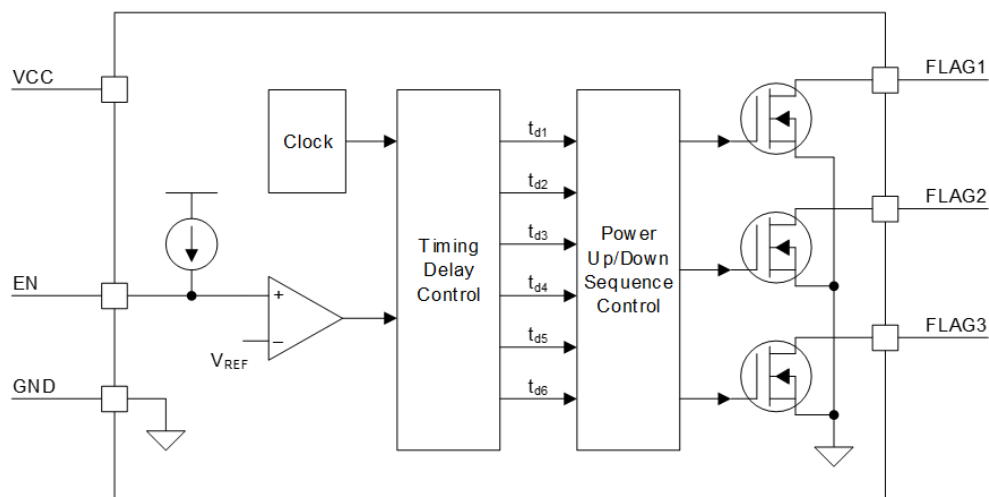 VCC
EN
GND
Clock
+
−
VREF
Timing
Delay
Control
td1
td2
td3
td4
td5
td6
Power
Up/Down
Sequence
Control
FLAG1
FLAG2
FLAG3